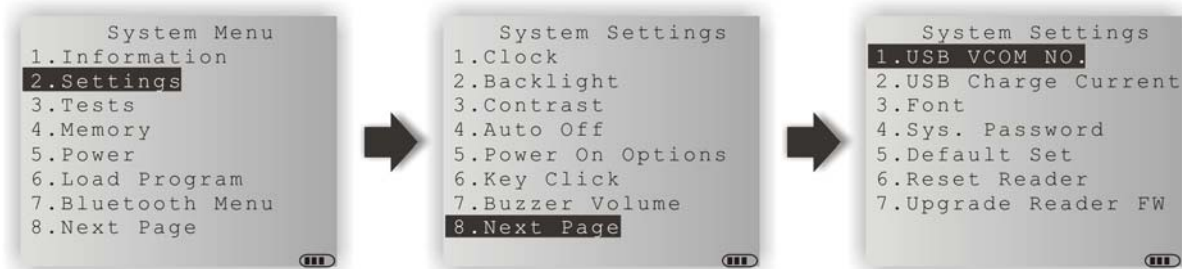 System Menu
1.Information
2.Settings
3.Tests
4.Memory
5.Power
6.Load Program
7.Bluetooth Menu
8.Next Page
System Settings
1.Clock
2.Backlight
3.Contrast
4.Auto Off
5.Power On Options
6.Key Click
7.Buzzer Volume
8.Next Page
System Settings
1.USB VCOM NO.
2.USB Charge Current
3.Font
4.Sys. Password
5.Default Set
6.Reset Reader
7.Upgrade Reader FW